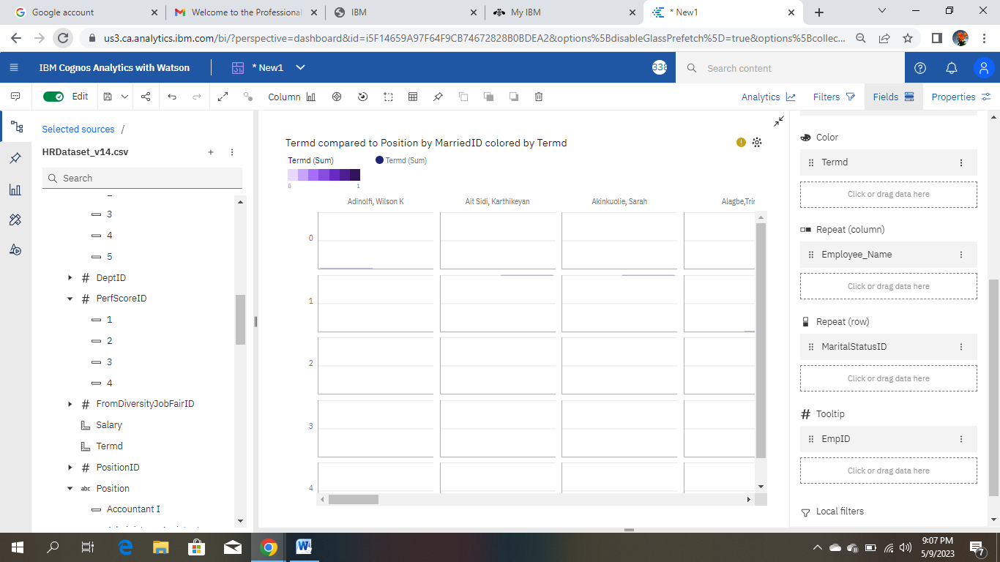 Google account
Welcome to the Professional
IBM
My IBM
* New1
us3.ca.analytics.ibm.com/bi/?perspective=dashboard&id=i5F14659A97F64F9CB74672828B0BDEA2&options%5BdisableGlassPrefetch%5D=true&options%5Bcollec...
IBM Cognos Analytics with Watson
* New1
338
Search content
Edit
Column
Analytics
Filters
Fields
Properties
Selected sources /
HRDataset_v14.csv
Search
3
4
5
DeptID
PerfScoreID
1
2
3
4
FromDiversityJobFairID
Salary
Termd
PositionID
abc Position
Accountant I
Termd compared to Position by MarriedID colored by Termd
Termd (Sum)
Termd (Sum)
0 1
Adinolfi, Wilson K
Ait Sidi, Karthikeyan
Akinkuolie, Sarah
Alagbe,Trin
0
1
2
3
4
Color
Termd
Click or drag data here
Repeat (column)
Employee_Name
Click or drag data here
Repeat (row)
MaritalStatusID
Click or drag data here
Tooltip
EmpID
Click or drag data here
Local filters
9:07 PM
5/9/2023
7